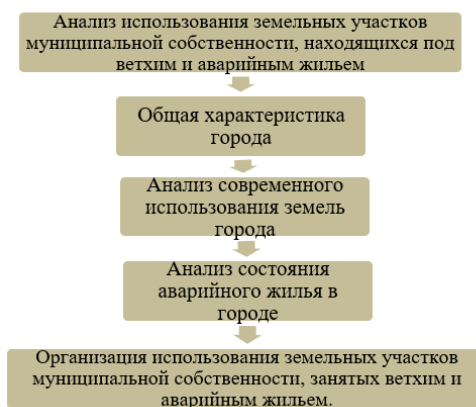 Анализ использования земельных участков
муниципальной собственности, находящихся под
ветхим и аварийным жильем
Общая характеристика
города
Анализ современного
использования земель
города
Анализ состояния
аварийного жилья в
городе
Организация использования земельных участков
муниципальной собственности, занятых ветхим и
аварийным жильем.